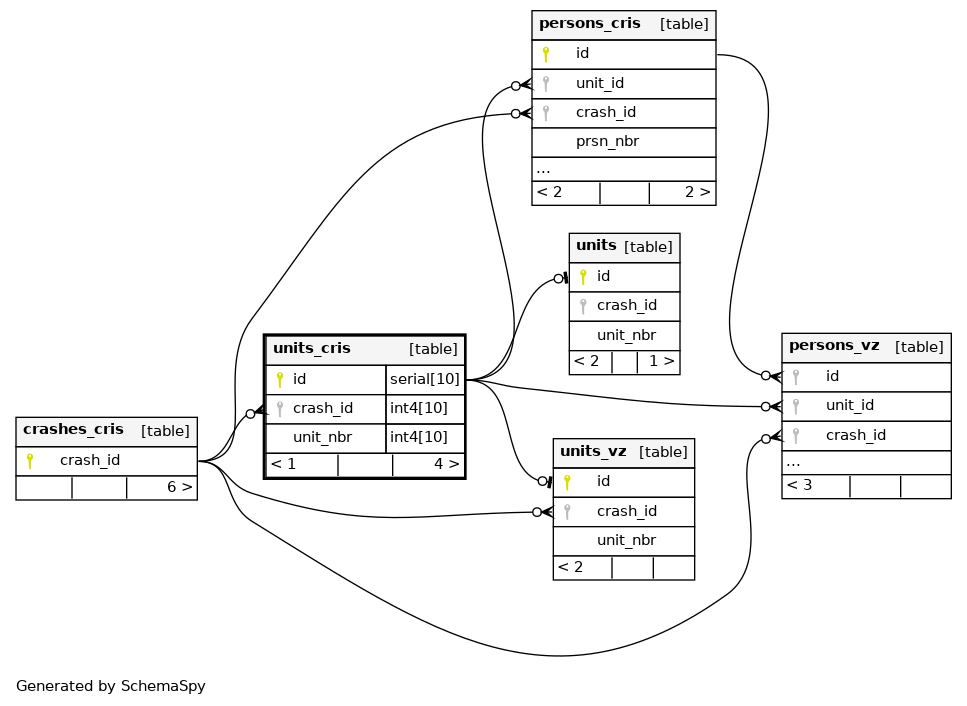 persons_cris [table]
id
unit_id
crash_id
prsn_nbr
...
< 2 2 >
units [table]
id
crash_id
unit_nbr
< 2 1 >
units_cris [table]
id serial[10]
crash_id int4[10]
unit_nbr int4[10]
< 1 4 >
persons_vz [table]
id
unit_id
crash_id
...
< 3
crashes_cris [table]
crash_id
6 >
units_vz [table]
id
crash_id
unit_nbr
< 2
Generated by SchemaSpy